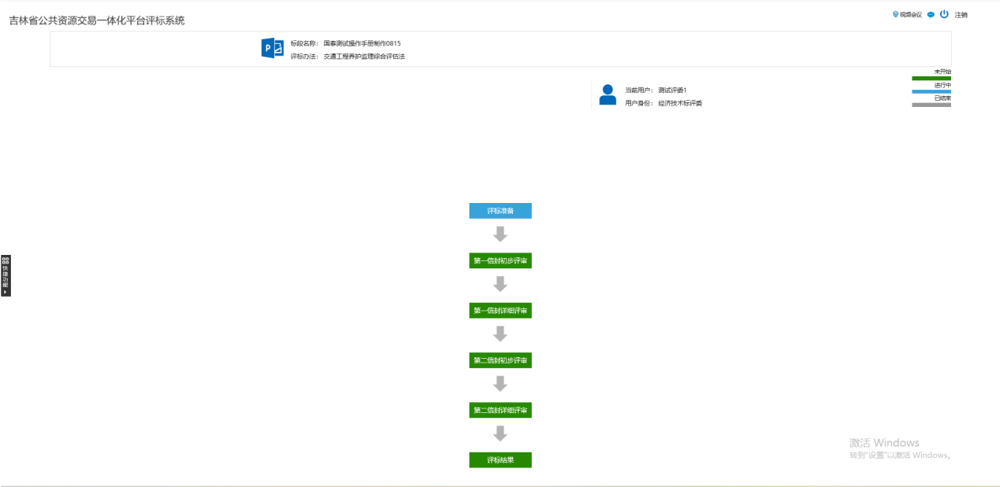 吉林省公共资源交易一体化平台评标系统
视频会议 注销
标段名称： 国泰测试操作手册制作0815
评标办法： 交通工程养护监理综合评估法
未开始
进行中
已结束
当前用户： 测试评委1
用户身份： 经济技术标评委
评标准备
第一信封初步评审
快捷功能
第一信封详细评审
第二信封初步评审
第二信封详细评审
评标结果
激活 Windows
转到"设置"以激活 Windows。